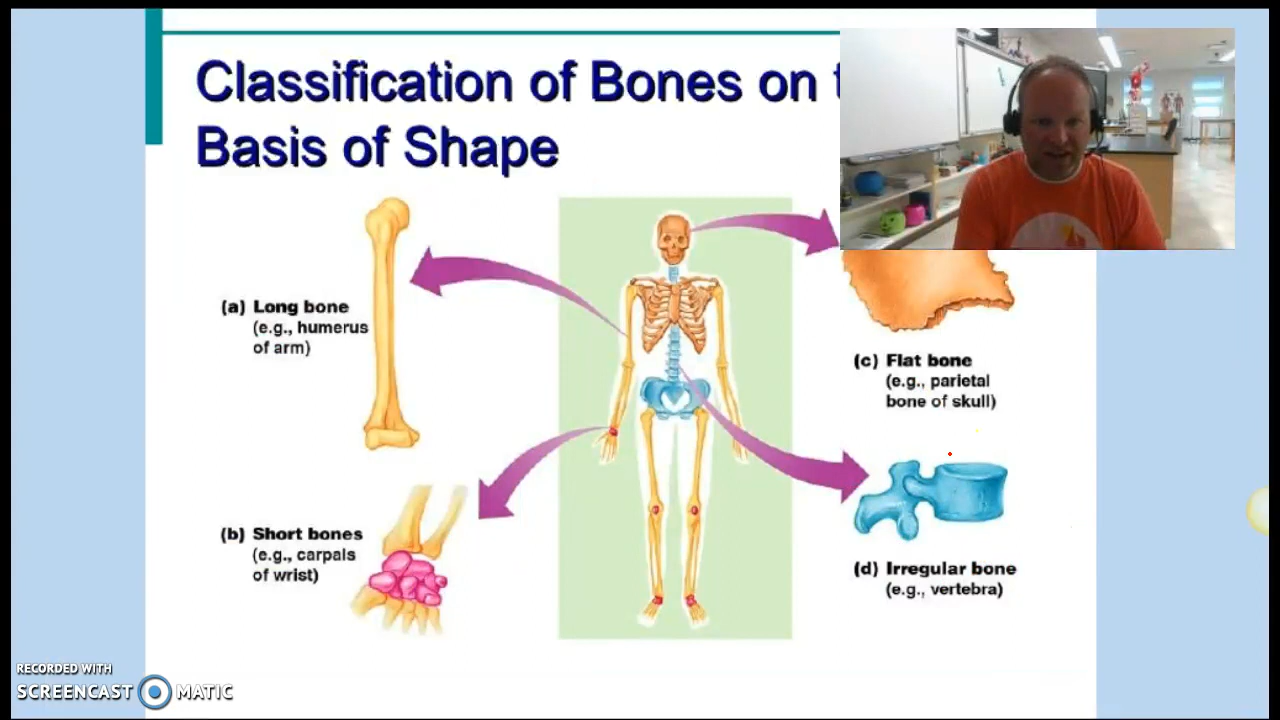 Classification of Bones on
Basis of Shape
(a) Long bone
(e.g., humerus
of arm)
(b) Short bones
(e.g., carpals
of wrist)
(c) Flat bone
(e.g., parietal
bone of skull)
(d) Irregular bone
(e.g., vertebra)
RECORDED WITH
SCREENCAST MATIC